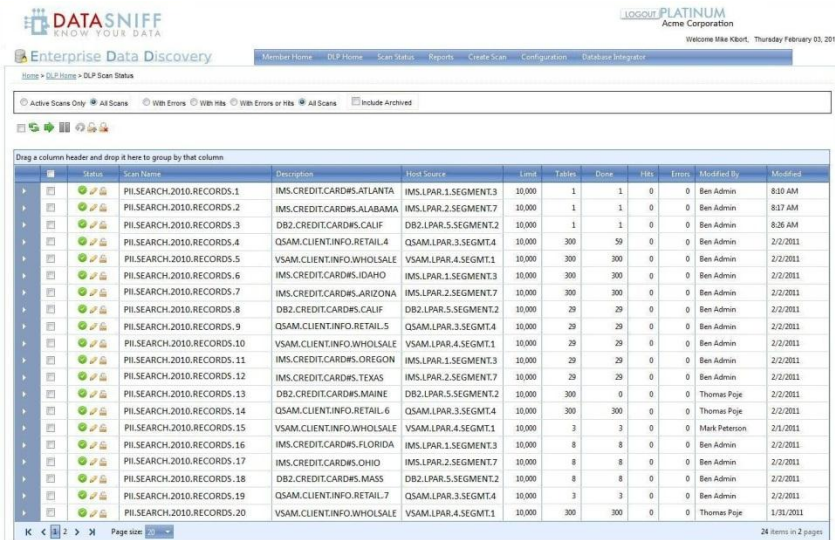 DATASNIFF
KNOW YOUR DATA
LOGOUT PLATINUM
Acme Corporation
Welcome Mike Kibort, Thursday February 03, 201
Enterprise Data Discovery
Member Home DLP Home Scan Status Reports Create Scan Configuration Database Integrator
Home > DLP Home > DLP Scan Status
Active Scans Only All Scans With Errors With Hits With Errors or Hits All Scans Include Archived
Drag a column header and drop it here to group by that column
Status Scan Name Description Host Source Limit Tables Done Hits Errors Modified By Modified
PII.SEARCH.2010.RECORDS.1 IMS.CREDIT.CARD#S.ATLANTA IMS.LPAR.1.SEGMENT.3 10,000 1 1 0 0 Ben Admin 8:10 AM
PII.SEARCH.2010.RECORDS.2 IMS.CREDIT.CARD#S.ALABAMA IMS.LPAR.2.SEGMENT.7 10,000 1 1 0 0 Ben Admin 8:17 AM
PII.SEARCH.2010.RECORDS.3 DB2.CREDIT.CARD#S.CALIF DB2.LPAR.5.SEGMENT.2 10,000 1 1 0 0 Ben Admin 8:26 AM
PII.SEARCH.2010.RECORDS.4 QSAM.CLIENT.INFO.RETAIL.4 QSAM.LPAR.3.SEGMT.4 10,000 300 59 0 0 Ben Admin 2/2/2011
PII.SEARCH.2010.RECORDS.5 VSAM.CLIENT.INFO.WHOLSALE VSAM.LPAR.4.SEGMT.1 10,000 300 300 0 0 Ben Admin 2/2/2011
PII.SEARCH.2010.RECORDS.6 IMS.CREDIT.CARD#S.IDAHO IMS.LPAR.1.SEGMENT.3 10,000 300 300 0 0 Ben Admin 2/2/2011
PII.SEARCH.2010.RECORDS.7 IMS.CREDIT.CARD#S.ARIZONA IMS.LPAR.2.SEGMENT.7 10,000 300 300 0 0 Ben Admin 2/2/2011
PII.SEARCH.2010.RECORDS.8 DB2.CREDIT.CARD#S.CALIF DB2.LPAR.5.SEGMENT.2 10,000 29 29 0 0 Ben Admin 2/2/2011
PII.SEARCH.2010.RECORDS.9 QSAM.CLIENT.INFO.RETAIL.5 QSAM.LPAR.3.SEGMT.4 10,000 29 29 0 0 Ben Admin 2/2/2011
PII.SEARCH.2010.RECORDS.10 VSAM.CLIENT.INFO.WHOLESALE VSAM.LPAR.4.SEGMT.1 10,000 29 29 0 0 Ben Admin 2/2/2011
PII.SEARCH.2010.RECORDS.11 IMS.CREDIT.CARD#S.OREGON IMS.LPAR.1.SEGMENT.3 10,000 29 29 0 0 Ben Admin 2/2/2011
PII.SEARCH.2010.RECORDS.12 IMS.CREDIT.CARD#S.TEXAS IMS.LPAR.2.SEGMENT.7 10,000 29 29 0 0 Ben Admin 2/2/2011
PII.SEARCH.2010.RECORDS.13 DB2.CREDIT.CARD#S.MAINE DB2.LPAR.5.SEGMENT.2 10,000 300 0 0 0 Thomas Poje 2/2/2011
PII.SEARCH.2010.RECORDS.14 QSAM.CLIENT.INFO.RETAIL.6 QSAM.LPAR.3.SEGMT.4 10,000 300 300 0 0 Thomas Poje 2/2/2011
PII.SEARCH.2010.RECORDS.15 VSAM.CLIENT.INFO.WHOLESALE VSAM.LPAR.4.SEGMT.1 10,000 3 3 0 0 Mark Peterson 2/1/2011
PII.SEARCH.2010.RECORDS.16 IMS.CREDIT.CARD#S.FLORIDA IMS.LPAR.1.SEGMENT.3 10,000 8 8 0 0 Ben Admin 2/2/2011
PII.SEARCH.2010.RECORDS.17 IMS.CREDIT.CARD#S.OHIO IMS.LPAR.2.SEGMENT.7 10,000 8 8 0 0 Ben Admin 2/2/2011
PII.SEARCH.2010.RECORDS.18 DB2.CREDIT.CARD#S.MASS DB2.LPAR.5.SEGMENT.2 10,000 8 8 0 0 Ben Admin 2/2/2011
PII.SEARCH.2010.RECORDS.19 QSAM.CLIENT.INFO.RETAIL.7 QSAM.LPAR.3.SEGMT.4 10,000 3 3 0 0 Ben Admin 2/2/2011
PII.SEARCH.2010.RECORDS.20 VSAM.CLIENT.INFO.WHOLESALE VSAM.LPAR.4.SEGMT.1 10,000 3 3 0 0 Thomas Poje 1/31/2011
1 2 Page size: 20 24 items in 2 pages